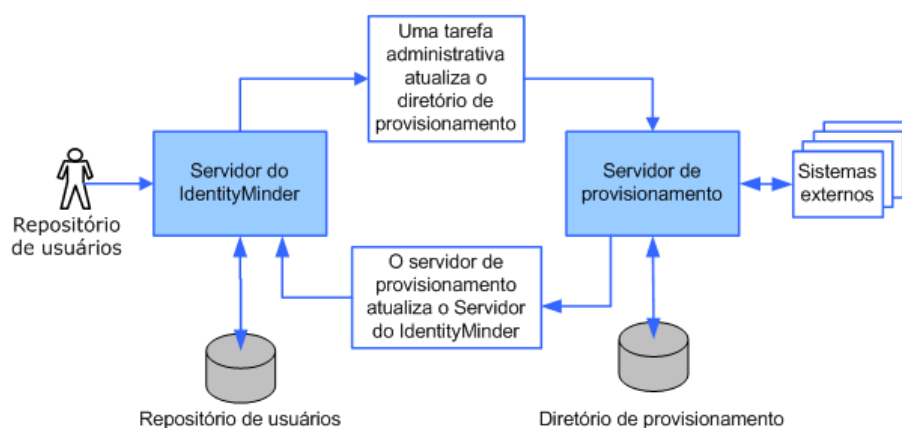 Uma tarefa
administrativa
atualiza o
diretório de
provisionamento
Servidor do
IdentityMinder
Servidor de
provisionamento
Sistemas
externos
Repositório
de usuários
O servidor de
provisionamento
atualiza o Servidor
do IdentityMinder
Repositório de usuários
Diretório de provisionamento